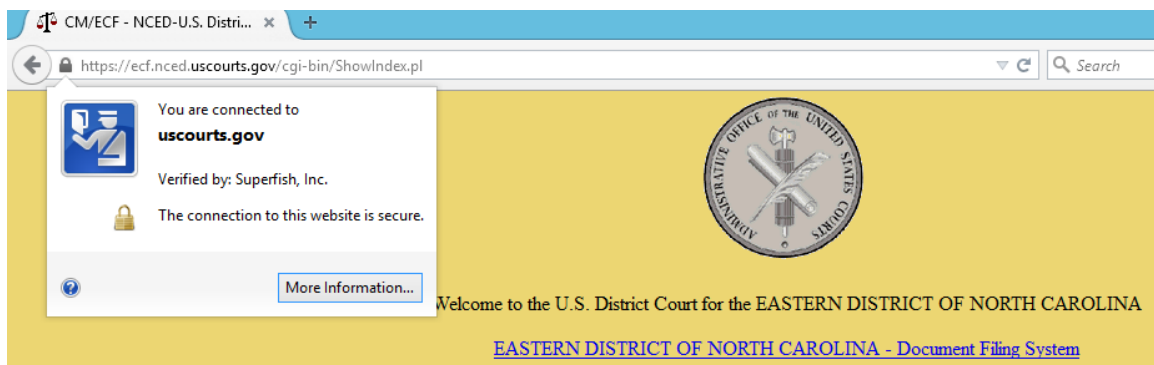 CM/ECF - NCED-U.S. Distri...
https://ecf.nced.uscourts.gov/cgi-bin/ShowIndex.pl
Search
You are connected to
uscourts.gov
Verified by: Superfish, Inc.
The connection to this website is secure.
More Information...
ADMINISTRATIVE OFFICE OF THE UNITED STATES COURTS
Welcome to the U.S. District Court for the EASTERN DISTRICT OF NORTH CAROLINA
EASTERN DISTRICT OF NORTH CAROLINA - Document Filing System